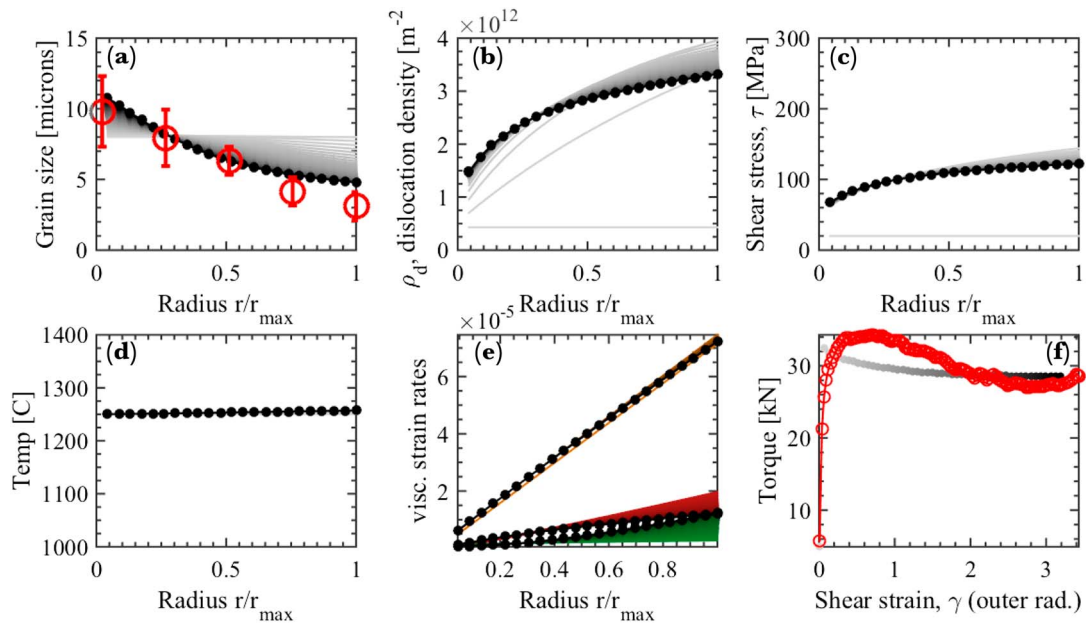 ×10¹²
(a)
Grain size [microns]
15
10
5
0
0
0.5
1
Radius r/r_max
(b)
ρ_d, dislocation density [m⁻²]
4
3
2
1
0
0.5
1
Radius r/r_max
(c)
Shear stress, τ [MPa]
300
200
100
0
0
0.5
1
Radius r/r_max
(d)
Temp [C]
1400
1300
1200
1100
1000
0
0.5
1
Radius r/r_max
×10⁻⁵
(e)
visc. strain rates
6
4
2
0.2
0.4
0.6
0.8
Radius r/r_max
(f)
Torque [kN]
30
20
10
0
1
2
3
Shear strain, γ (outer rad.)